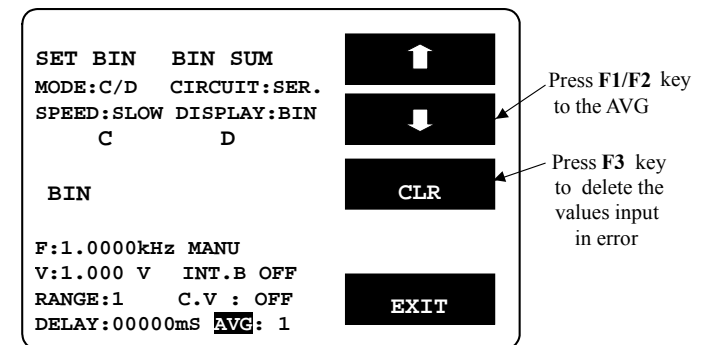 SET BIN BIN SUM
MODE:C/D CIRCUIT:SER.
SPEED:SLOW DISPLAY:BIN
C D
BIN
F:1.0000kHz MANU
V:1.000 V INT.B OFF
RANGE:1 C.V : OFF
DELAY:00000mS AVG: 1
CLR
EXIT
Press F1/F2 key
to the AVG
Press F3 key
to delete the
values input
in error